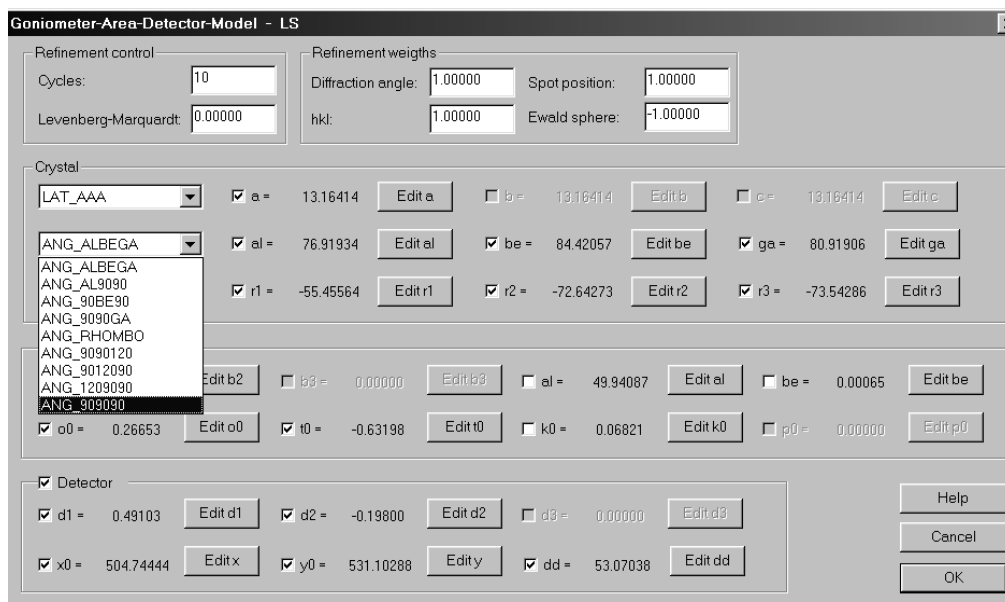 Goniometer-Area-Detector-Model - LS
Refinement control
Refinement weigths
Cycles: 10
Diffraction angle: 1.00000 Spot position: 1.00000
Levenberg-Marquardt: 0.00000
hkl: 1.00000 Ewald sphere: -1.00000
Crystal
LAT_AAA a = 13.16414 Edit a b = 13.16414 Edit b c = 13.16414 Edit c
ANG_ALBEGA al = 76.91934 Edit al be = 84.42057 Edit be ga = 80.91906 Edit ga
ANG_ALBEGA
ANG_AL9090
ANG_90BE90
ANG_9090GA
ANG_RHOMBO
ANG_9090120
ANG_9012090
ANG_1209090
ANG_909090
r1 = -55.45564 Edit r1 r2 = -72.64273 Edit r2 r3 = -73.54286 Edit r3
Edit b2 b3 = 0.00000 Edit b3 al = 49.94087 Edit al be = 0.00065 Edit be
o0 = 0.26653 Edit o0 t0 = -0.63198 Edit t0 k0 = 0.06821 Edit k0 p0 = 0.00000 Edit p0
Detector
d1 = 0.49103 Edit d1 d2 = -0.19800 Edit d2 d3 = 0.00000 Edit d3
x0 = 504.74444 Edit x y0 = 531.10288 Edit y dd = 53.07038 Edit dd
Help
Cancel
OK